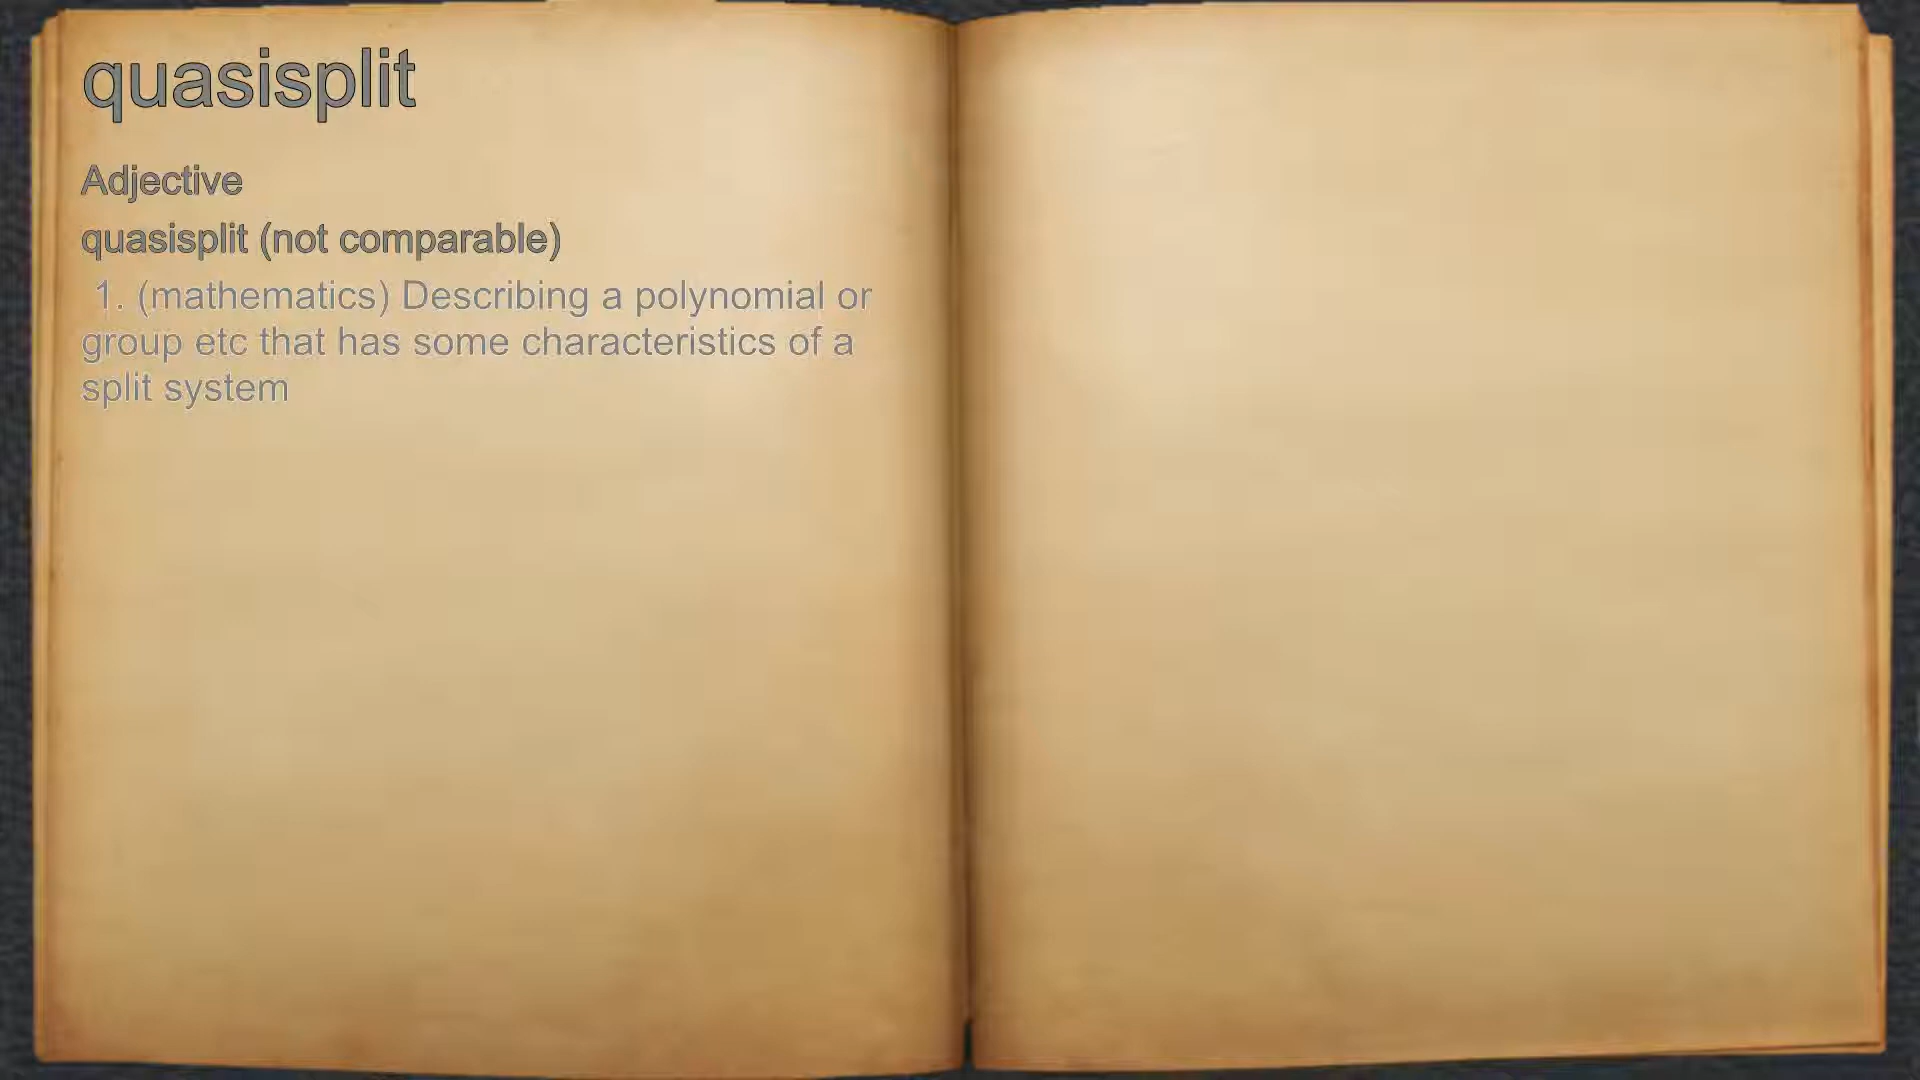 quasisplit
Adjective
quasisplit (not comparable)
1. (mathematics) Describing a polynomial or
group etc that has some characteristics of a
split system